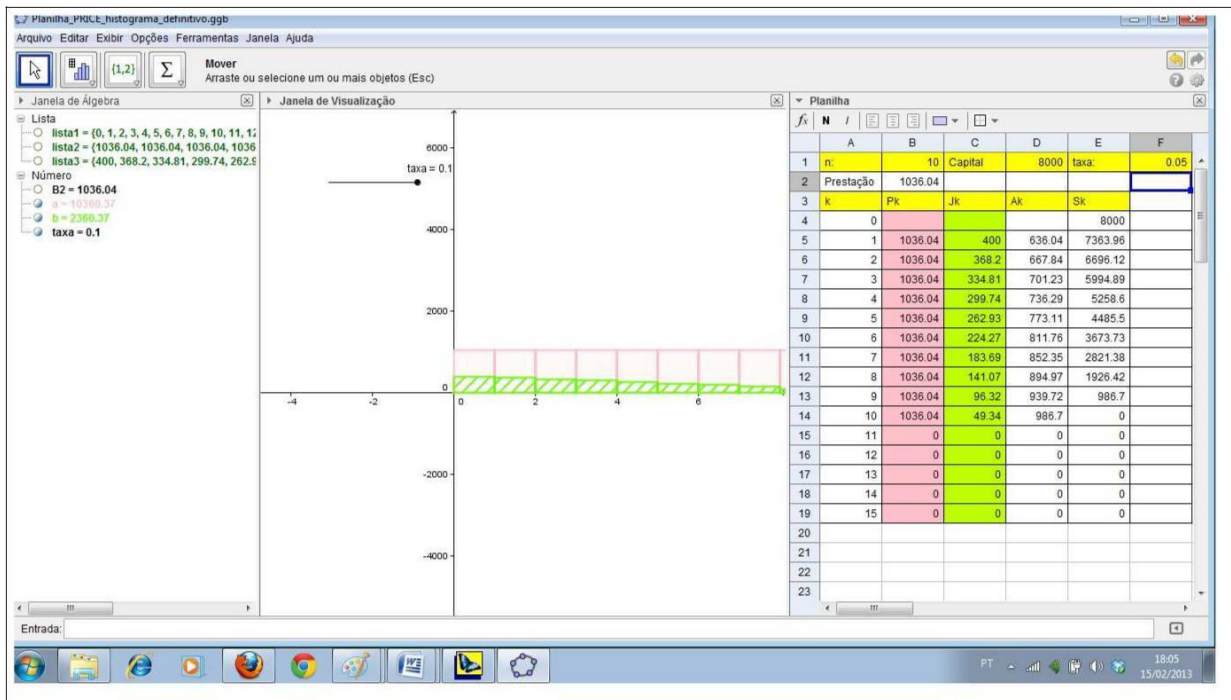 Planilha_PRICE_histograma_definitivo.ggb
Arquivo Editar Exibir Opções Ferramentas Janela Ajuda
{1,2}
Σ
Mover
Arraste ou selecione um ou mais objetos (Esc)
Janela de Álgebra
Lista
lista1 = {0, 1, 2, 3, 4, 5, 6, 7, 8, 9, 10, 11, 12
lista2 = {1036.04, 1036.04, 1036.04, 1036
lista3 = {400, 368.2, 334.81, 299.74, 262.9
Número
B2 = 1036.04
a = 10360.37
b = 2360.37
taxa = 0.1
Janela de Visualização
taxa = 0.1
6000
4000
2000
0
-4 -2 0 2 4 6
-2000
-4000
Planilha
fx N I
A B C D E F
1 n: 10 Capital 8000 taxa: 0.05
2 Prestação 1036.04
3 k Pk Jk Ak Sk
4 0 8000
5 1 1036.04 400 636.04 7363.96
6 2 1036.04 368.2 667.84 6696.12
7 3 1036.04 334.81 701.23 5994.89
8 4 1036.04 299.74 736.29 5258.6
9 5 1036.04 262.93 773.11 4485.5
10 6 1036.04 224.27 811.76 3673.73
11 7 1036.04 183.69 852.35 2821.38
12 8 1036.04 141.07 894.97 1926.42
13 9 1036.04 96.32 939.72 986.7
14 10 1036.04 49.34 986.7 0
15 11 0 0 0 0
16 12 0 0 0 0
17 13 0 0 0 0
18 14 0 0 0 0
19 15 0 0 0 0
20
21
22
23
Entrada:
PT
18:05
15/02/2013